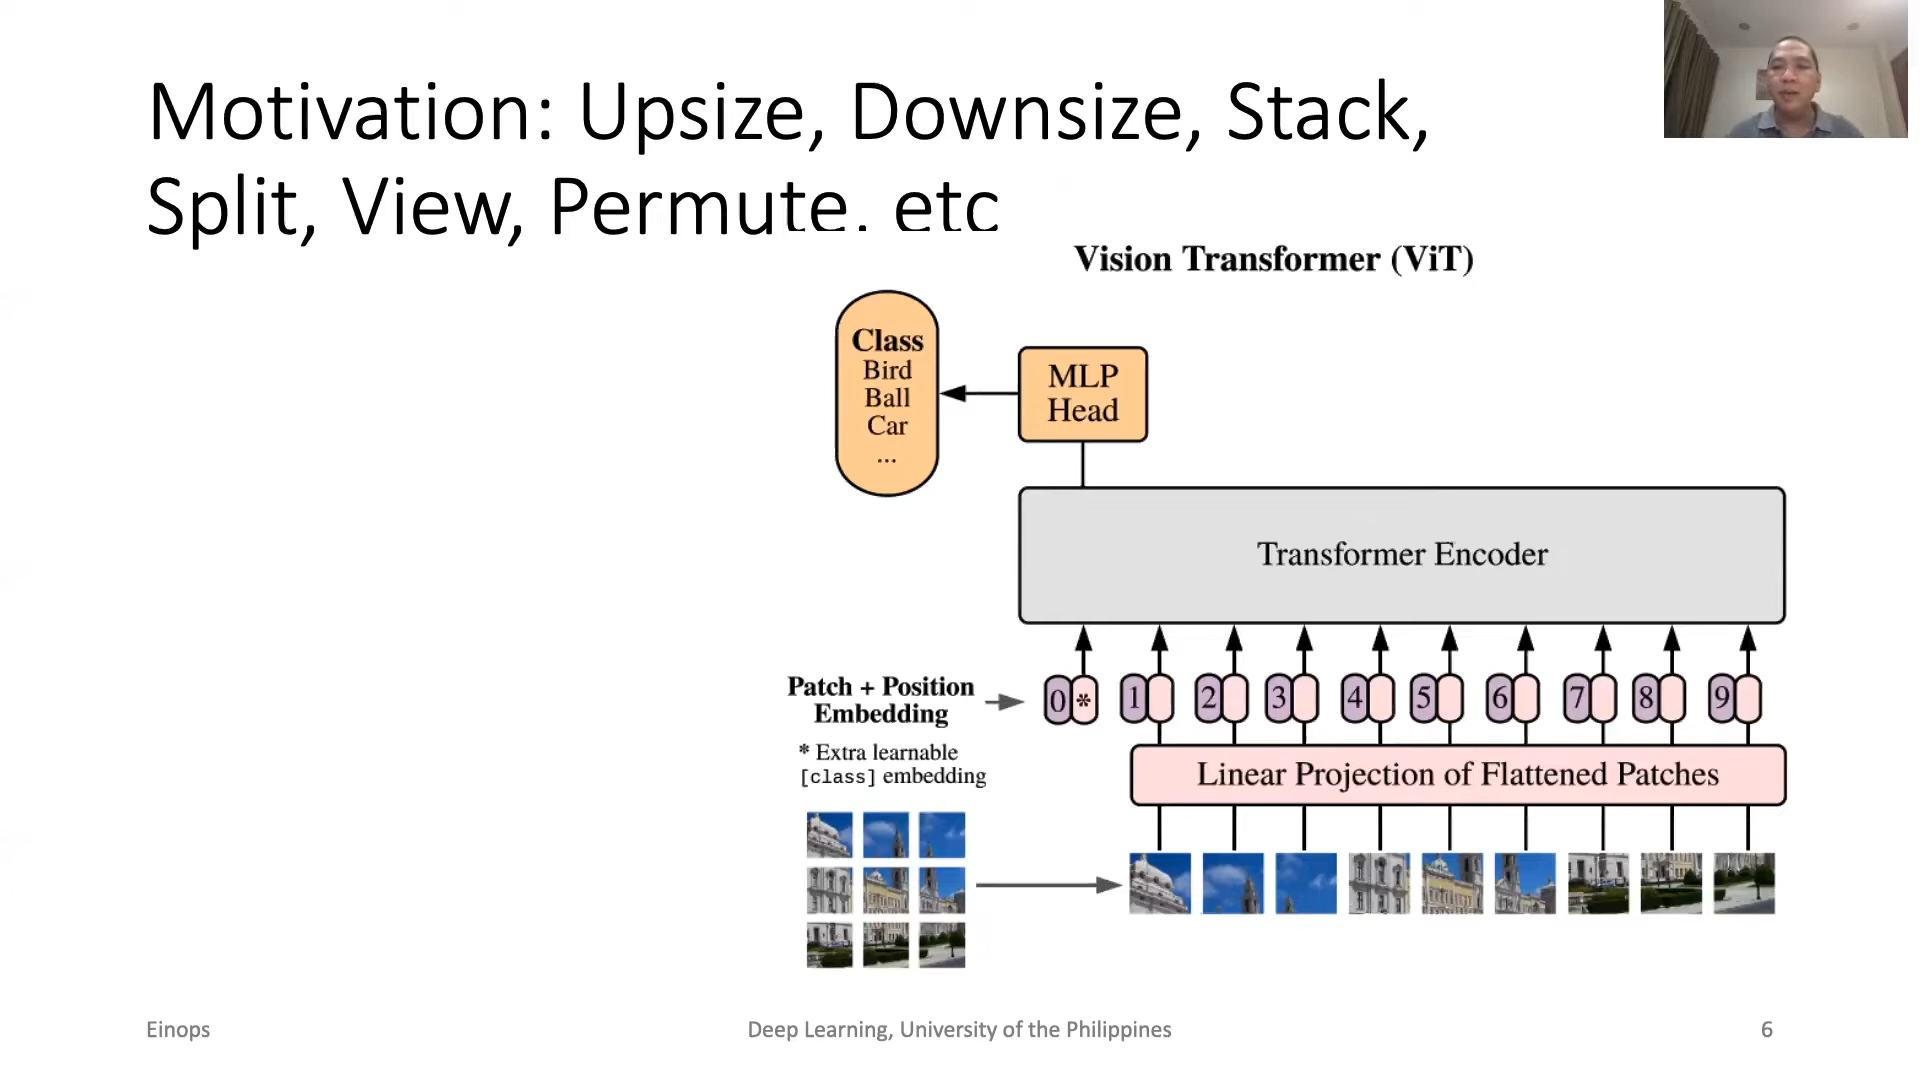 Motivation: Upsize, Downsize, Stack,
Split, View, Permute. etc
Vision Transformer (ViT)
Class
Bird
Ball
Car
...
MLP
Head
Transformer Encoder
Patch + Position
Embedding
0 * 1 2 3 4 5 6 7 8 9
* Extra learnable
[class] embedding
Linear Projection of Flattened Patches
Einops
Deep Learning, University of the Philippines
6